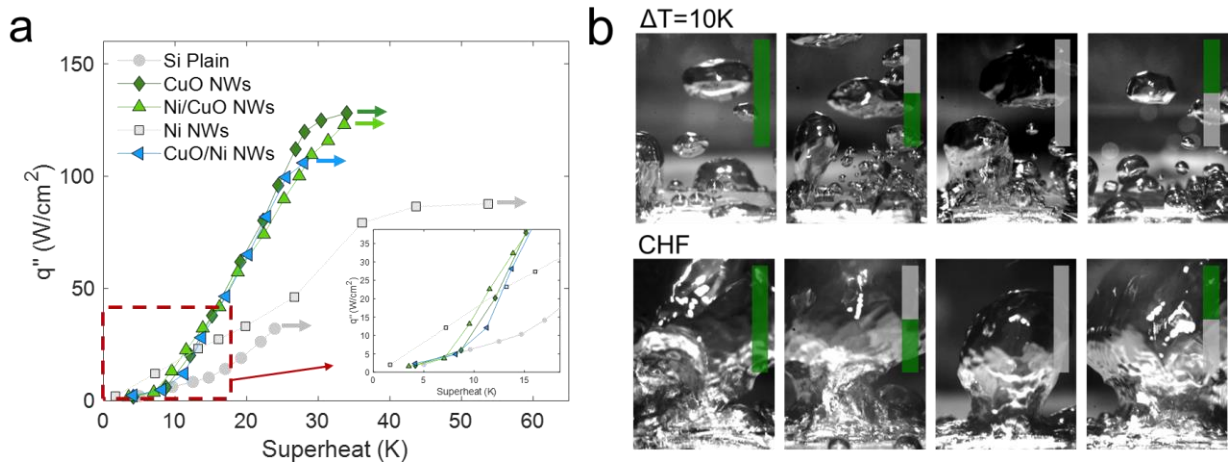 a
150
100
50
0
q'' (W/cm²)
Si Plain
CuO NWs
Ni/CuO NWs
Ni NWs
CuO/Ni NWs
0 10 20 30 40 50 60
Superheat (K)
35
30
25
20
15
10
5
0
q'' (W/cm²)
0 5 10 15
Superheat (K)
b
ΔT=10K
CHF